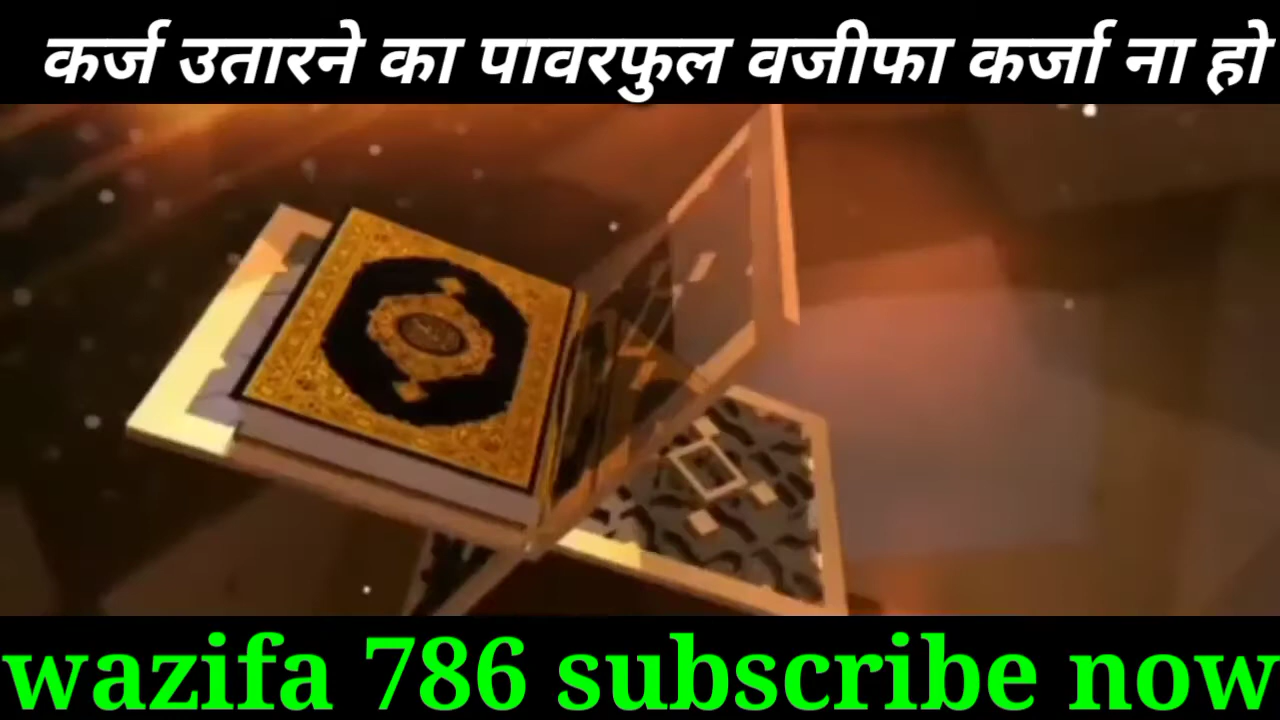 कर्ज उतारने का पावरफुल वजीफा कर्जा ना हो
wazifa 786 subscribe now